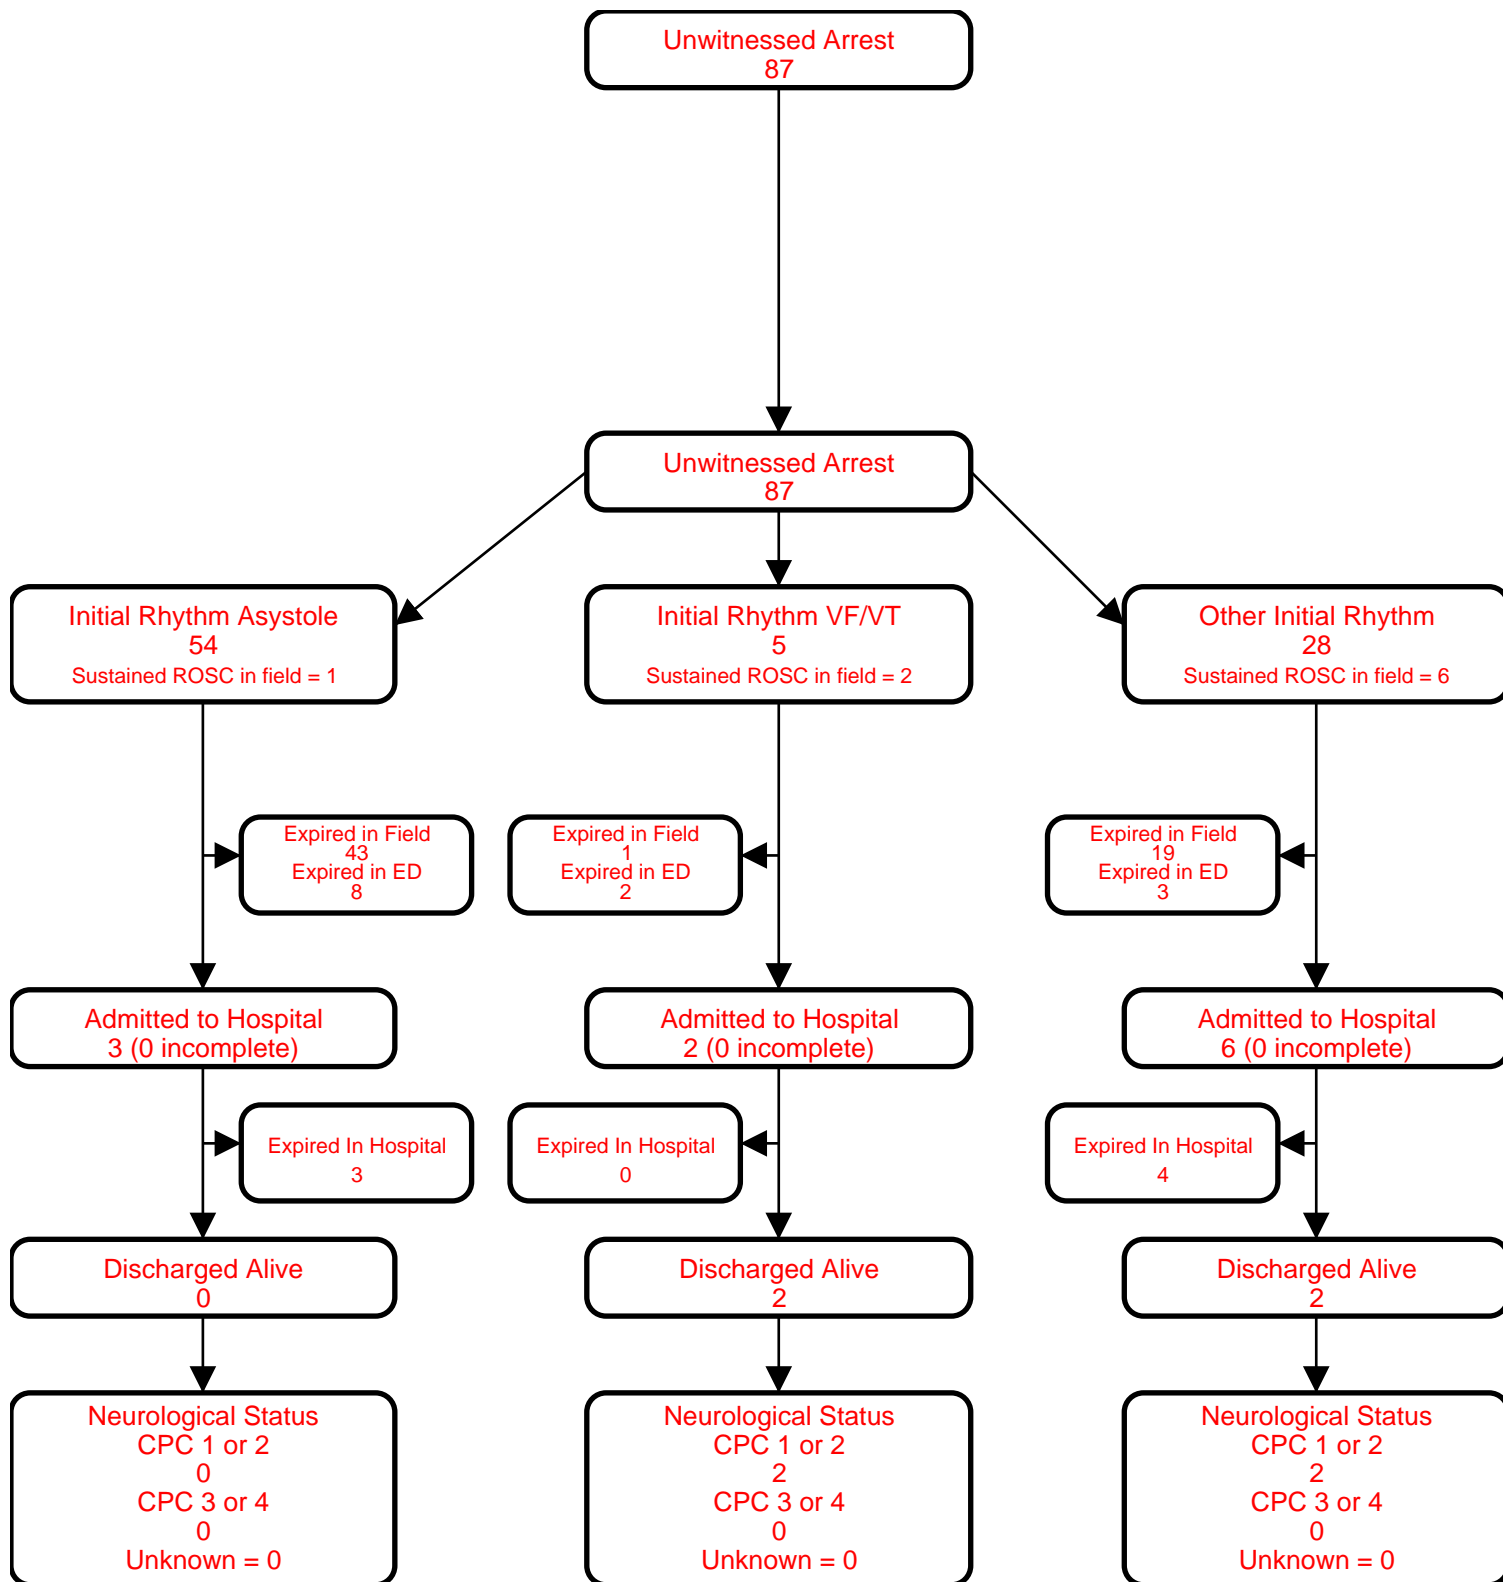 Unwitnessed Arrest
87
Unwitnessed Arrest
87
Initial Rhythm Asystole
54
Sustained ROSC in field = 1
Initial Rhythm VF/VT
5
Sustained ROSC in field = 2
Other Initial Rhythm
28
Sustained ROSC in field = 6
Expired in Field
43
Expired in ED
8
Expired in Field
1
Expired in ED
2
Expired in Field
19
Expired in ED
3
Admitted to Hospital
3 (0 incomplete)
Admitted to Hospital
2 (0 incomplete)
Admitted to Hospital
6 (0 incomplete)
Expired In Hospital
3
Expired In Hospital
0
Expired In Hospital
4
Discharged Alive
0
Discharged Alive
2
Discharged Alive
2
Neurological Status
CPC 1 or 2
0
CPC 3 or 4
0
Unknown = 0
Neurological Status
CPC 1 or 2
2
CPC 3 or 4
0
Unknown = 0
Neurological Status
CPC 1 or 2
2
CPC 3 or 4
0
Unknown = 0